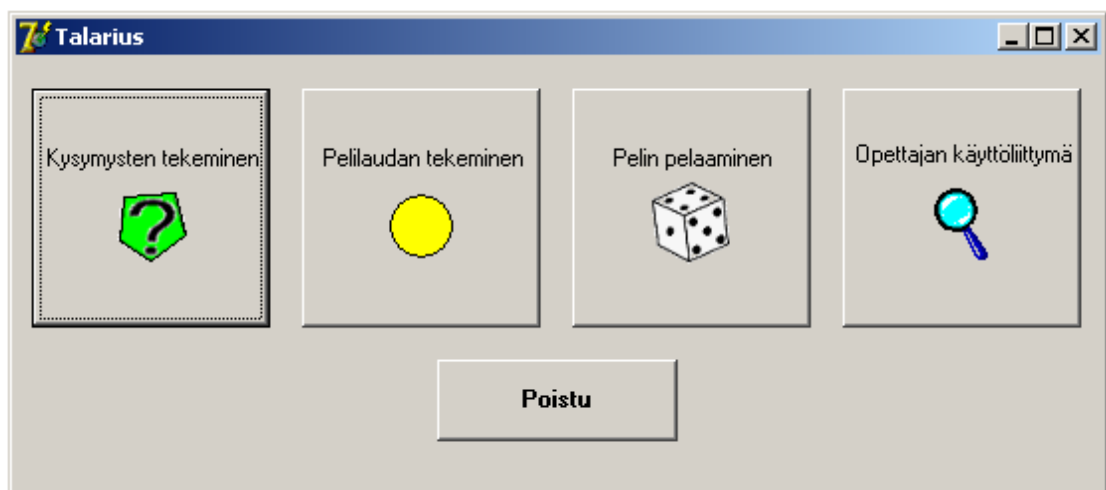 Talarius
Kysymysten tekeminen
Pelilaudan tekeminen
Pelin pelaaminen
Opettajan käyttöliittymä
?
Poistu